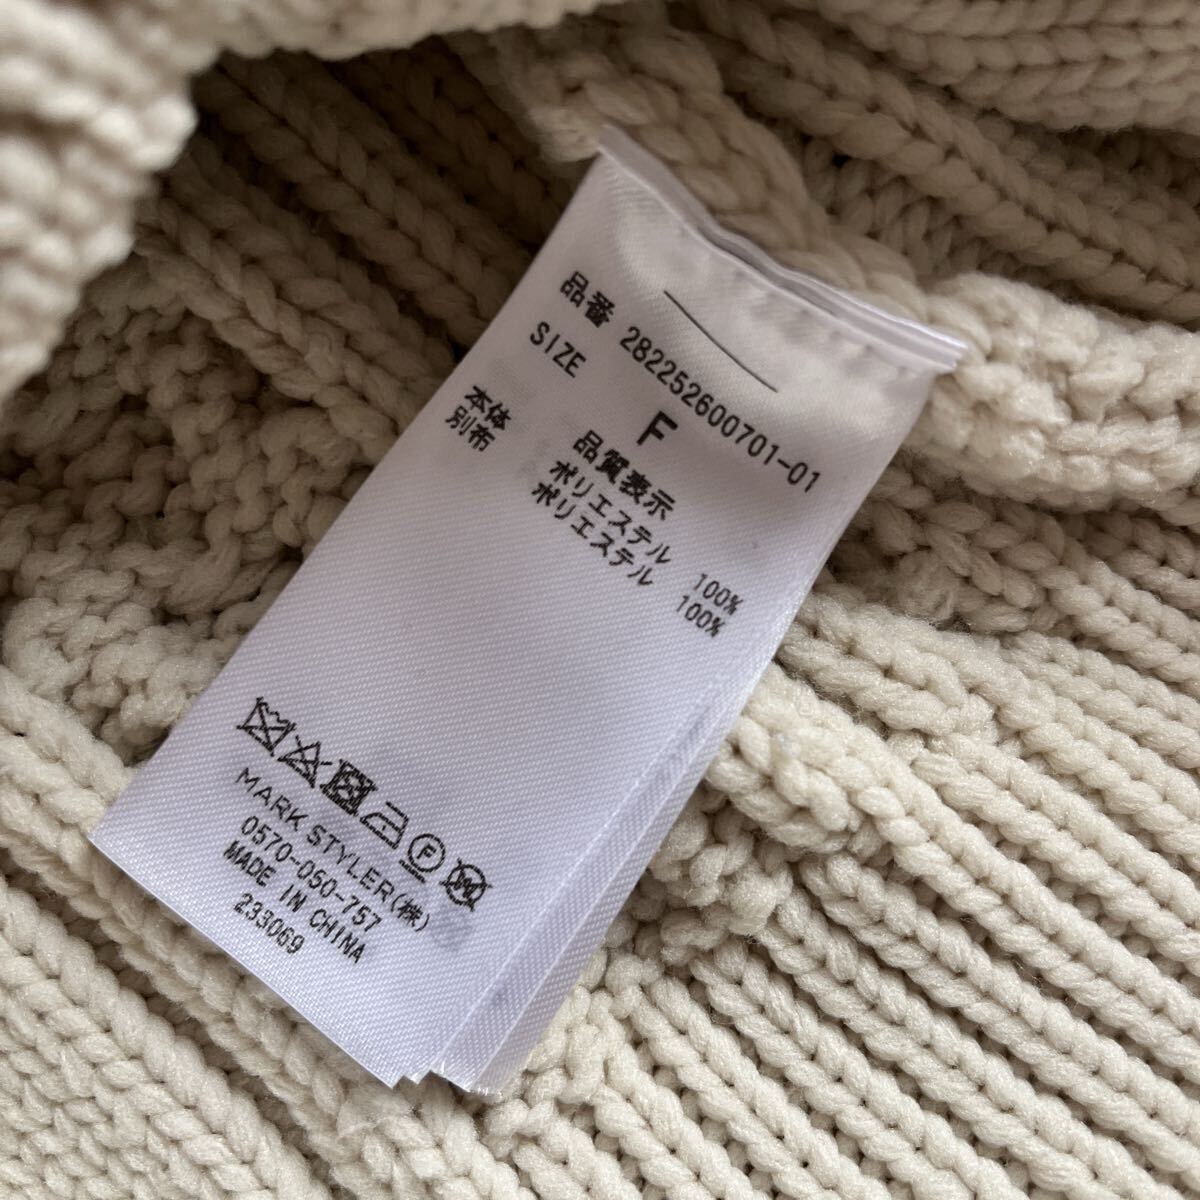 品番 282252600701-01
SIZE F
品質表示
本体 ポリエステル 100%
別布 ポリエステル 100%
MARK STYLER(株)
0570-050-757
MADE IN CHINA
233069